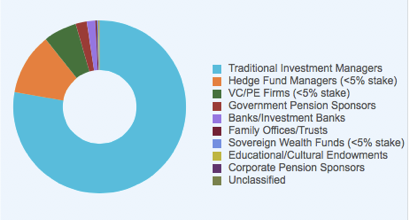 Traditional Investment Managers
Hedge Fund Managers (<5% stake)
VC/PE Firms (<5% stake)
Government Pension Sponsors
Banks/Investment Banks
Family Offices/Trusts
Sovereign Wealth Funds (<5% stake)
Educational/Cultural Endowments
Corporate Pension Sponsors
Unclassified